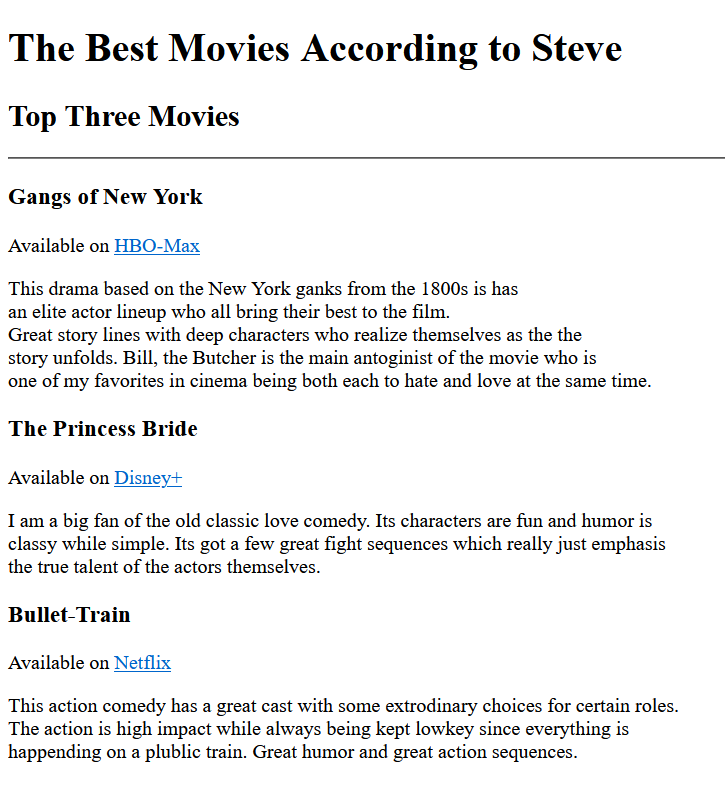 The Best Movies According to Steve
Top Three Movies
Gangs of New York
Available on HBO-Max
This drama based on the New York ganks from the 1800s is has
an elite actor lineup who all bring their best to the film.
Great story lines with deep characters who realize themselves as the the
story unfolds. Bill, the Butcher is the main antoginist of the movie who is
one of my favorites in cinema being both each to hate and love at the same time.
The Princess Bride
Available on Disney+
I am a big fan of the old classic love comedy. Its characters are fun and humor is
classy while simple. Its got a few great fight sequences which really just emphasis
the true talent of the actors themselves.
Bullet-Train
Available on Netflix
This action comedy has a great cast with some extrodinary choices for certain roles.
The action is high impact while always being kept lowkey since everything is
happending on a plublic train. Great humor and great action sequences.